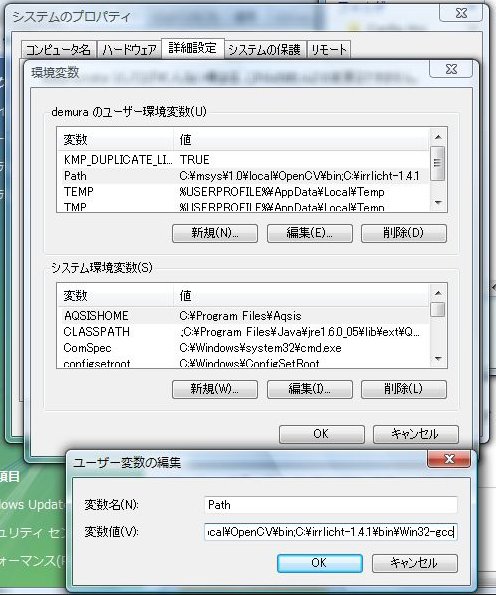 システムのプロパティ
コンピュータ名 ハードウェア 詳細設定 システムの保護 リモート
環境変数
demura のユーザー環境変数(U)
変数 値
KMP_DUPLICATE_LI... TRUE
Path C:¥msys¥1.0¥local¥OpenCV¥bin;C:¥irrlicht-1.4.1
TEMP %USERPROFILE%¥AppData¥Local¥Temp
TMP %USERPROFILE%¥AppData¥Local¥Temp
新規(N)... 編集(E)... 削除(D)
システム環境変数(S)
変数 値
AQSISHOME C:¥Program Files¥Aqsis
CLASSPATH .;C:¥Program Files¥Java¥jre1.6.0_05¥lib¥ext¥Q...
ComSpec C:¥Windows¥system32¥cmd.exe
configsetroot C:¥Windows¥ConfigSetRoot
新規(W)... 編集(I)... 削除(L)
OK キャンセル
ユーザー変数の編集
変数名(N): Path
変数値(V): ocal¥OpenCV¥bin;C:¥irrlicht-1.4.1¥bin¥Win32-gcc
OK キャンセル
項目
dows Update
ュリティ セン
ォーマンス(P